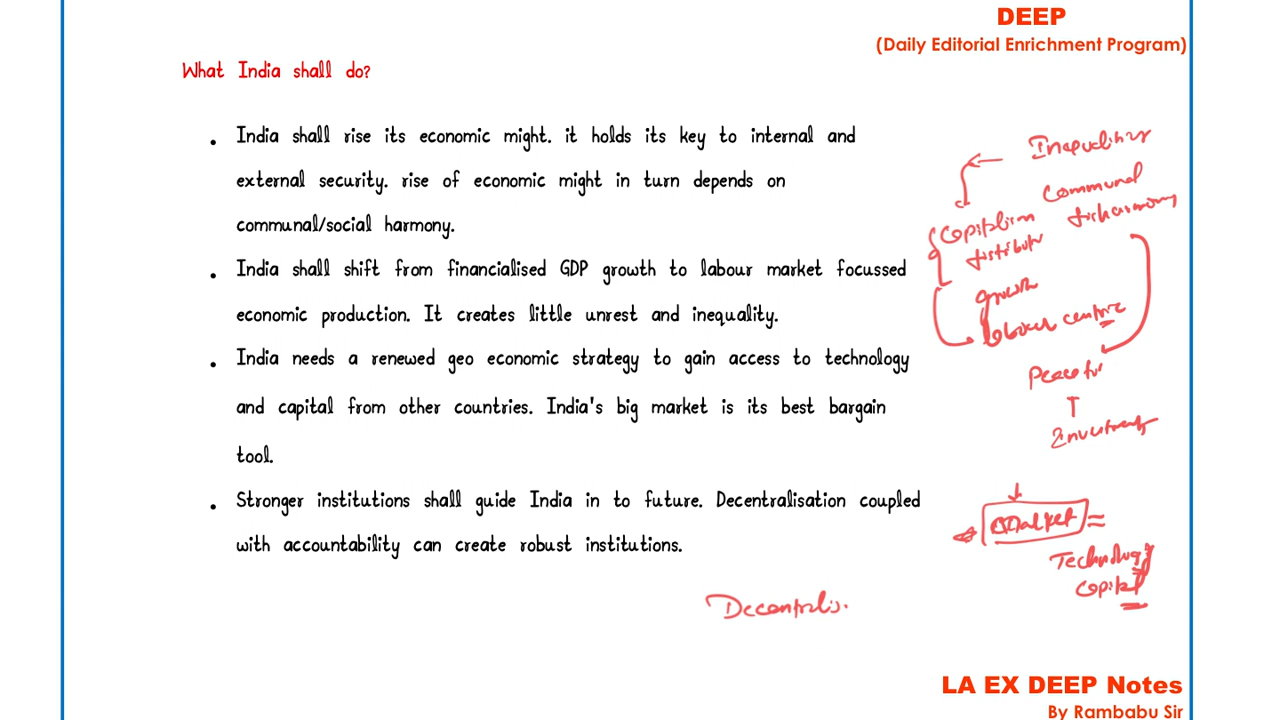 DEEP
(Daily Editorial Enrichment Program)
What India shall do?
• India shall rise its economic might. it holds its key to internal and
external security. rise of economic might in turn depends on
communal/social harmony.
• India shall shift from financialised GDP growth to labour market focussed
economic production. It creates little unrest and inequality.
• India needs a renewed geo economic strategy to gain access to technology
and capital from other countries. India's big market is its best bargain
tool.
• Stronger institutions shall guide India in to future. Decentralisation coupled
with accountability can create robust institutions.
Communal
disharmony
growth
labour centric
Market =
Technology
Capital
Decentralis
LA EX DEEP Notes
By Rambabu Sir